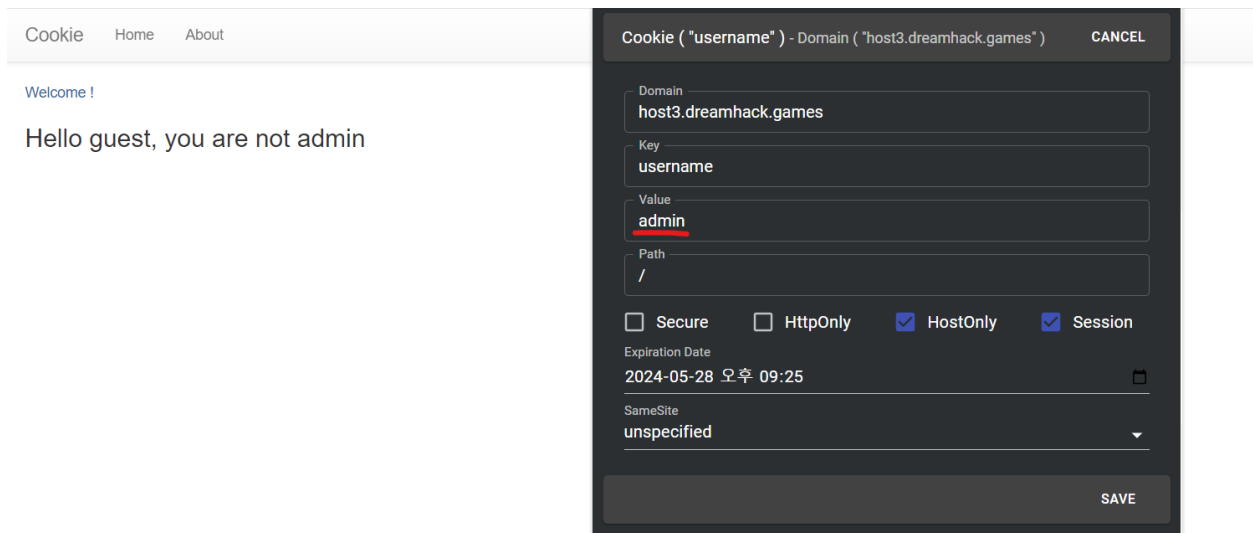 Cookie Home About
Welcome !
Hello guest, you are not admin
Cookie ( "username" ) - Domain ( "host3.dreamhack.games" ) CANCEL
Domain
host3.dreamhack.games
Key
username
Value
admin
Path
/
Secure HttpOnly HostOnly Session
Expiration Date
2024-05-28 오후 09:25
SameSite
unspecified
SAVE